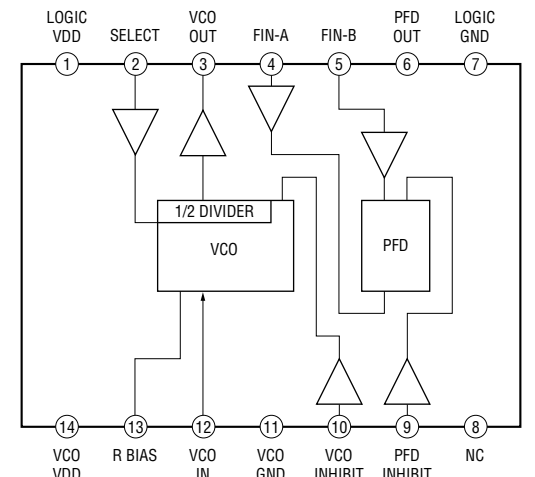 LOGIC
VDD
SELECT
VCO
OUT
FIN-A
FIN-B
PFD
OUT
LOGIC
GND
1
2
3
4
5
6
7
1/2 DIVIDER
VCO
PFD
14
13
12
11
10
9
8
VCO
VDD
R BIAS
VCO
IN
VCO
GND
VCO
INHIBIT
PFD
INHIBIT
NC